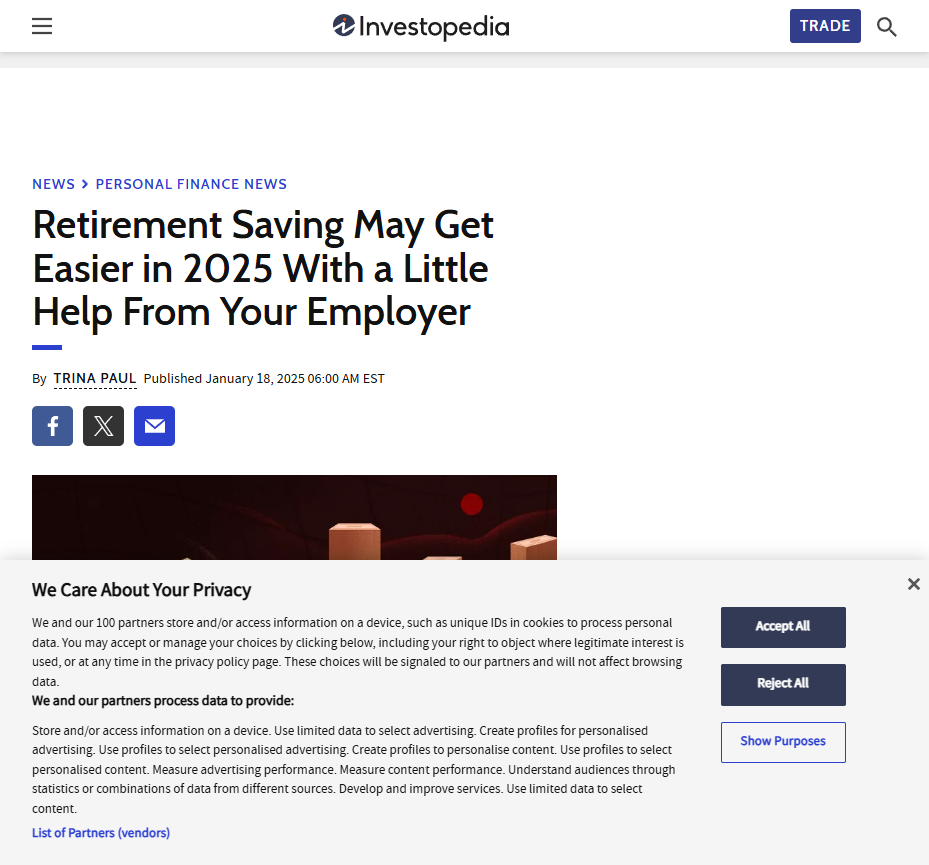 Investopedia
TRADE
NEWS > PERSONAL FINANCE NEWS
Retirement Saving May Get
Easier in 2025 With a Little
Help From Your Employer
By TRINA PAUL Published January 18, 2025 06:00 AM EST
We Care About Your Privacy
We and our 100 partners store and/or access information on a device, such as unique IDs in cookies to process personal
data. You may accept or manage your choices by clicking below, including your right to object where legitimate interest is
used, or at any time in the privacy policy page. These choices will be signaled to our partners and will not affect browsing
data.
We and our partners process data to provide:
Store and/or access information on a device. Use limited data to select advertising. Create profiles for personalised
advertising. Use profiles to select personalised advertising. Create profiles to personalise content. Use profiles to select
personalised content. Measure advertising performance. Measure content performance. Understand audiences through
statistics or combinations of data from different sources. Develop and improve services. Use limited data to select
content.
List of Partners (vendors)
Accept All
Reject All
Show Purposes